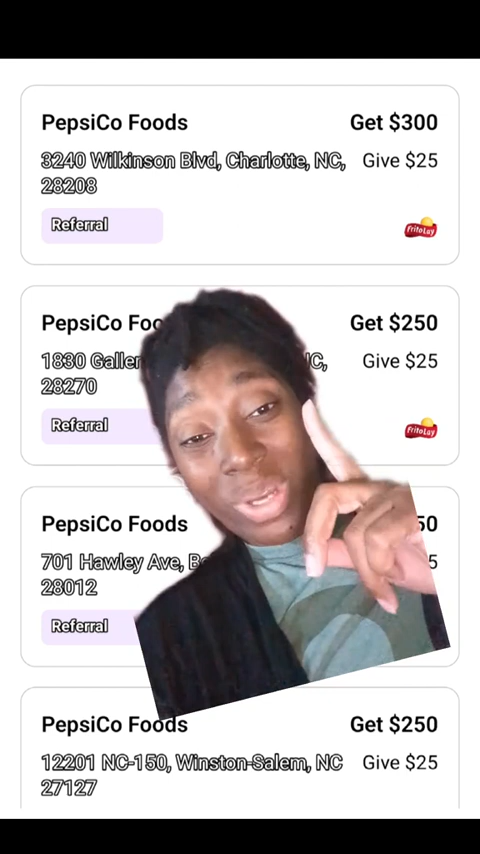 PepsiCo Foods Get $300
3240 Wilkinson Blvd, Charlotte, NC, Give $25
28208
Referral
FritoLay
PepsiCo Foo Get $250
1830 Galler C, Give $25
28270
Referral
FritoLay
PepsiCo Foods 50
701 Hawley Ave, Be 5
28012
Referral
PepsiCo Foods Get $250
12201 NC-150, Winston-Salem, NC Give $25
27127